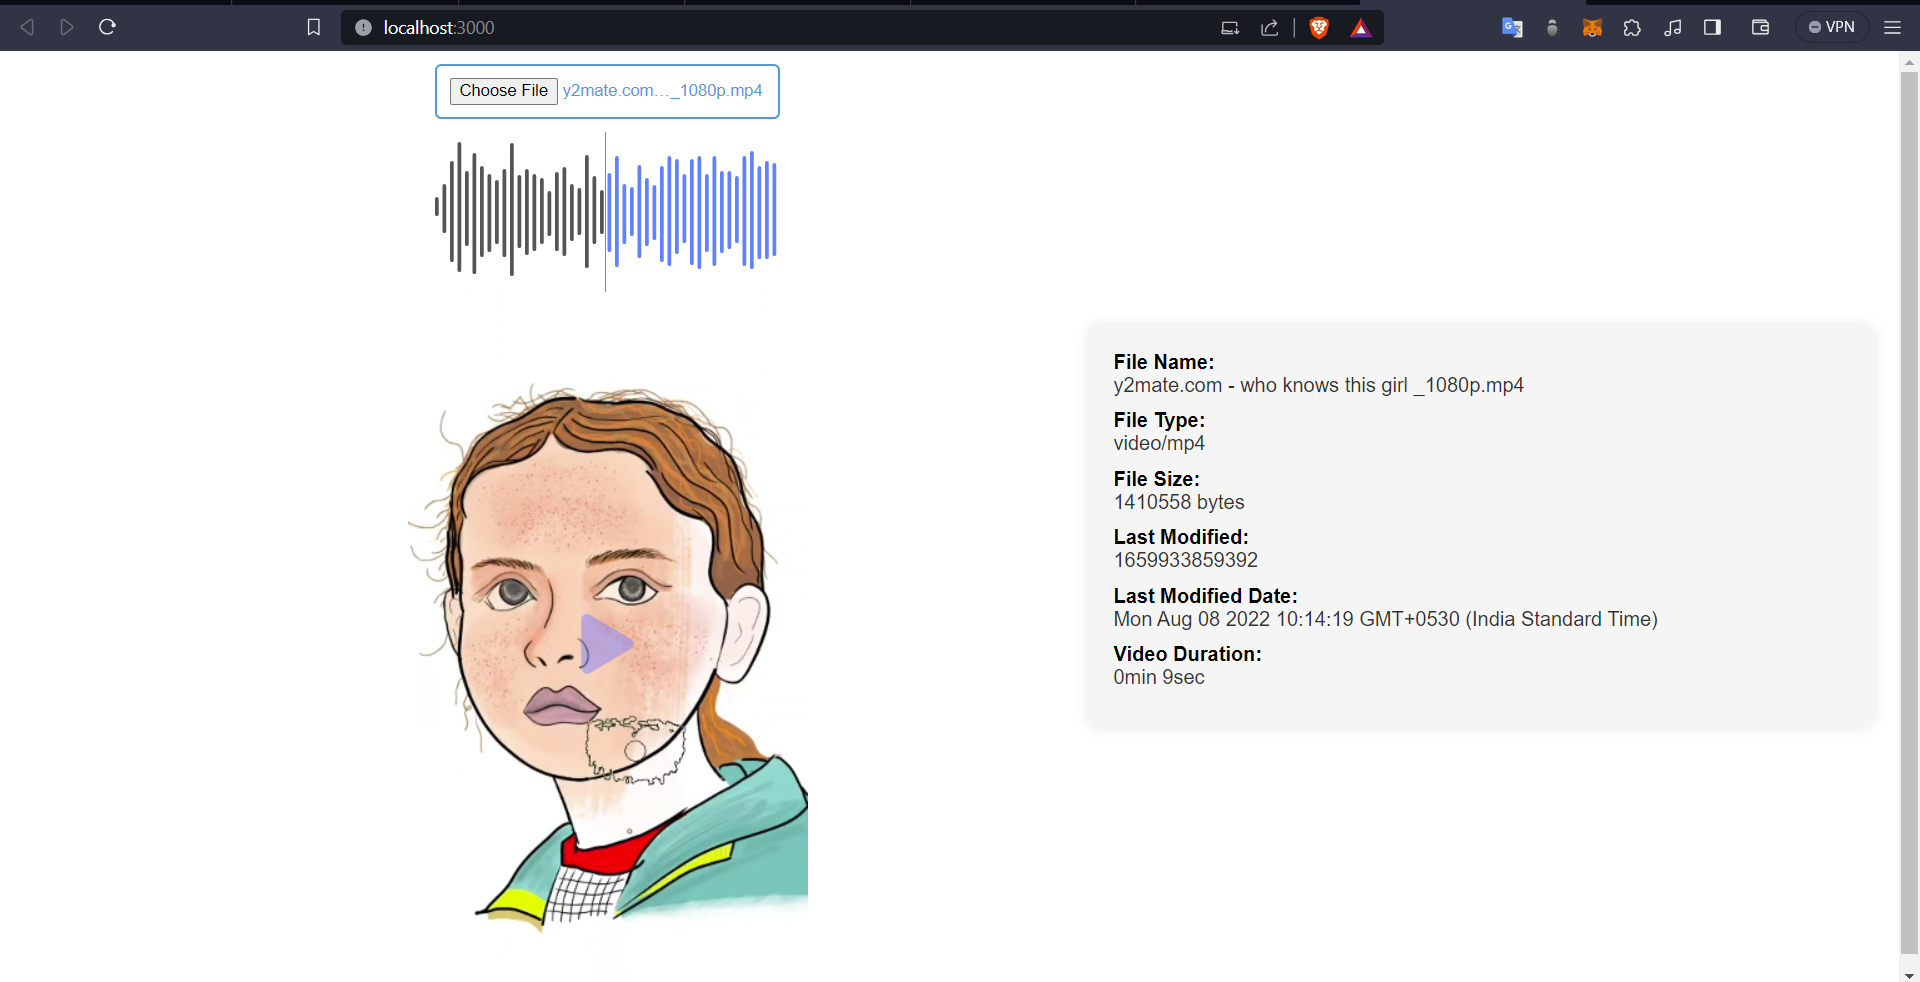 localhost:3000
VPN
Choose File y2mate.com..._1080p.mp4
File Name:
y2mate.com - who knows this girl _1080p.mp4
File Type:
video/mp4
File Size:
1410558 bytes
Last Modified:
1659933859392
Last Modified Date:
Mon Aug 08 2022 10:14:19 GMT+0530 (India Standard Time)
Video Duration:
0min 9sec